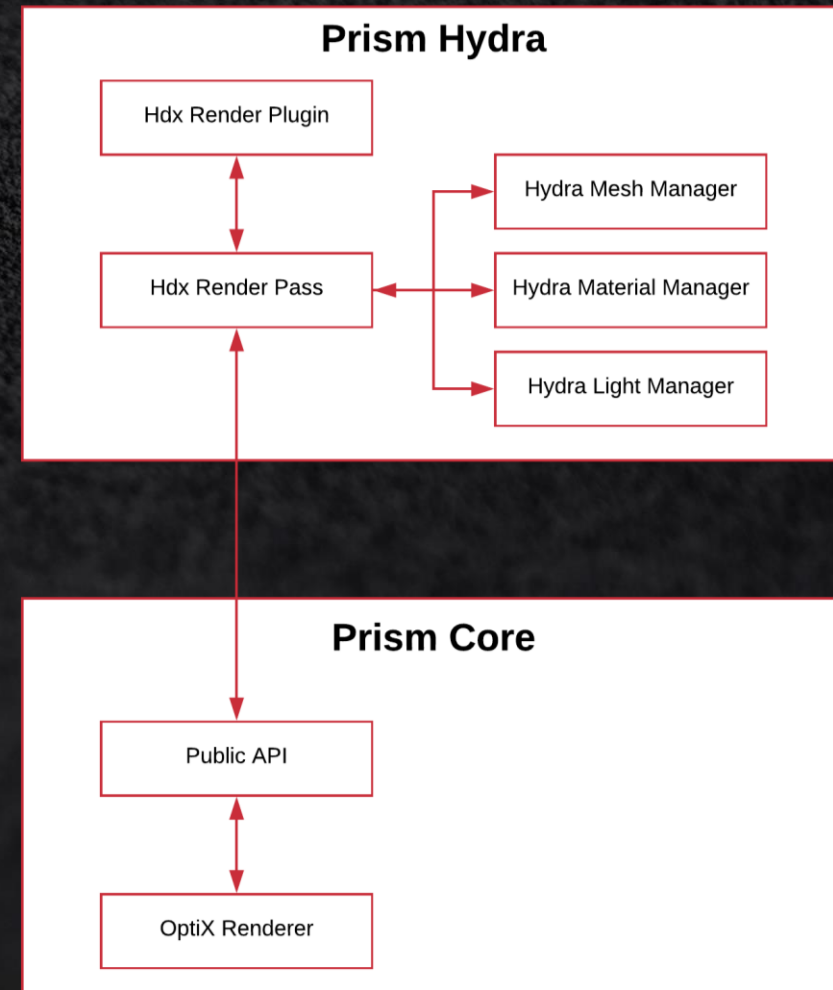 Prism Hydra
Hdx Render Plugin
Hydra Mesh Manager
Hdx Render Pass
Hydra Material Manager
Hydra Light Manager
Prism Core
Public API
OptiX Renderer